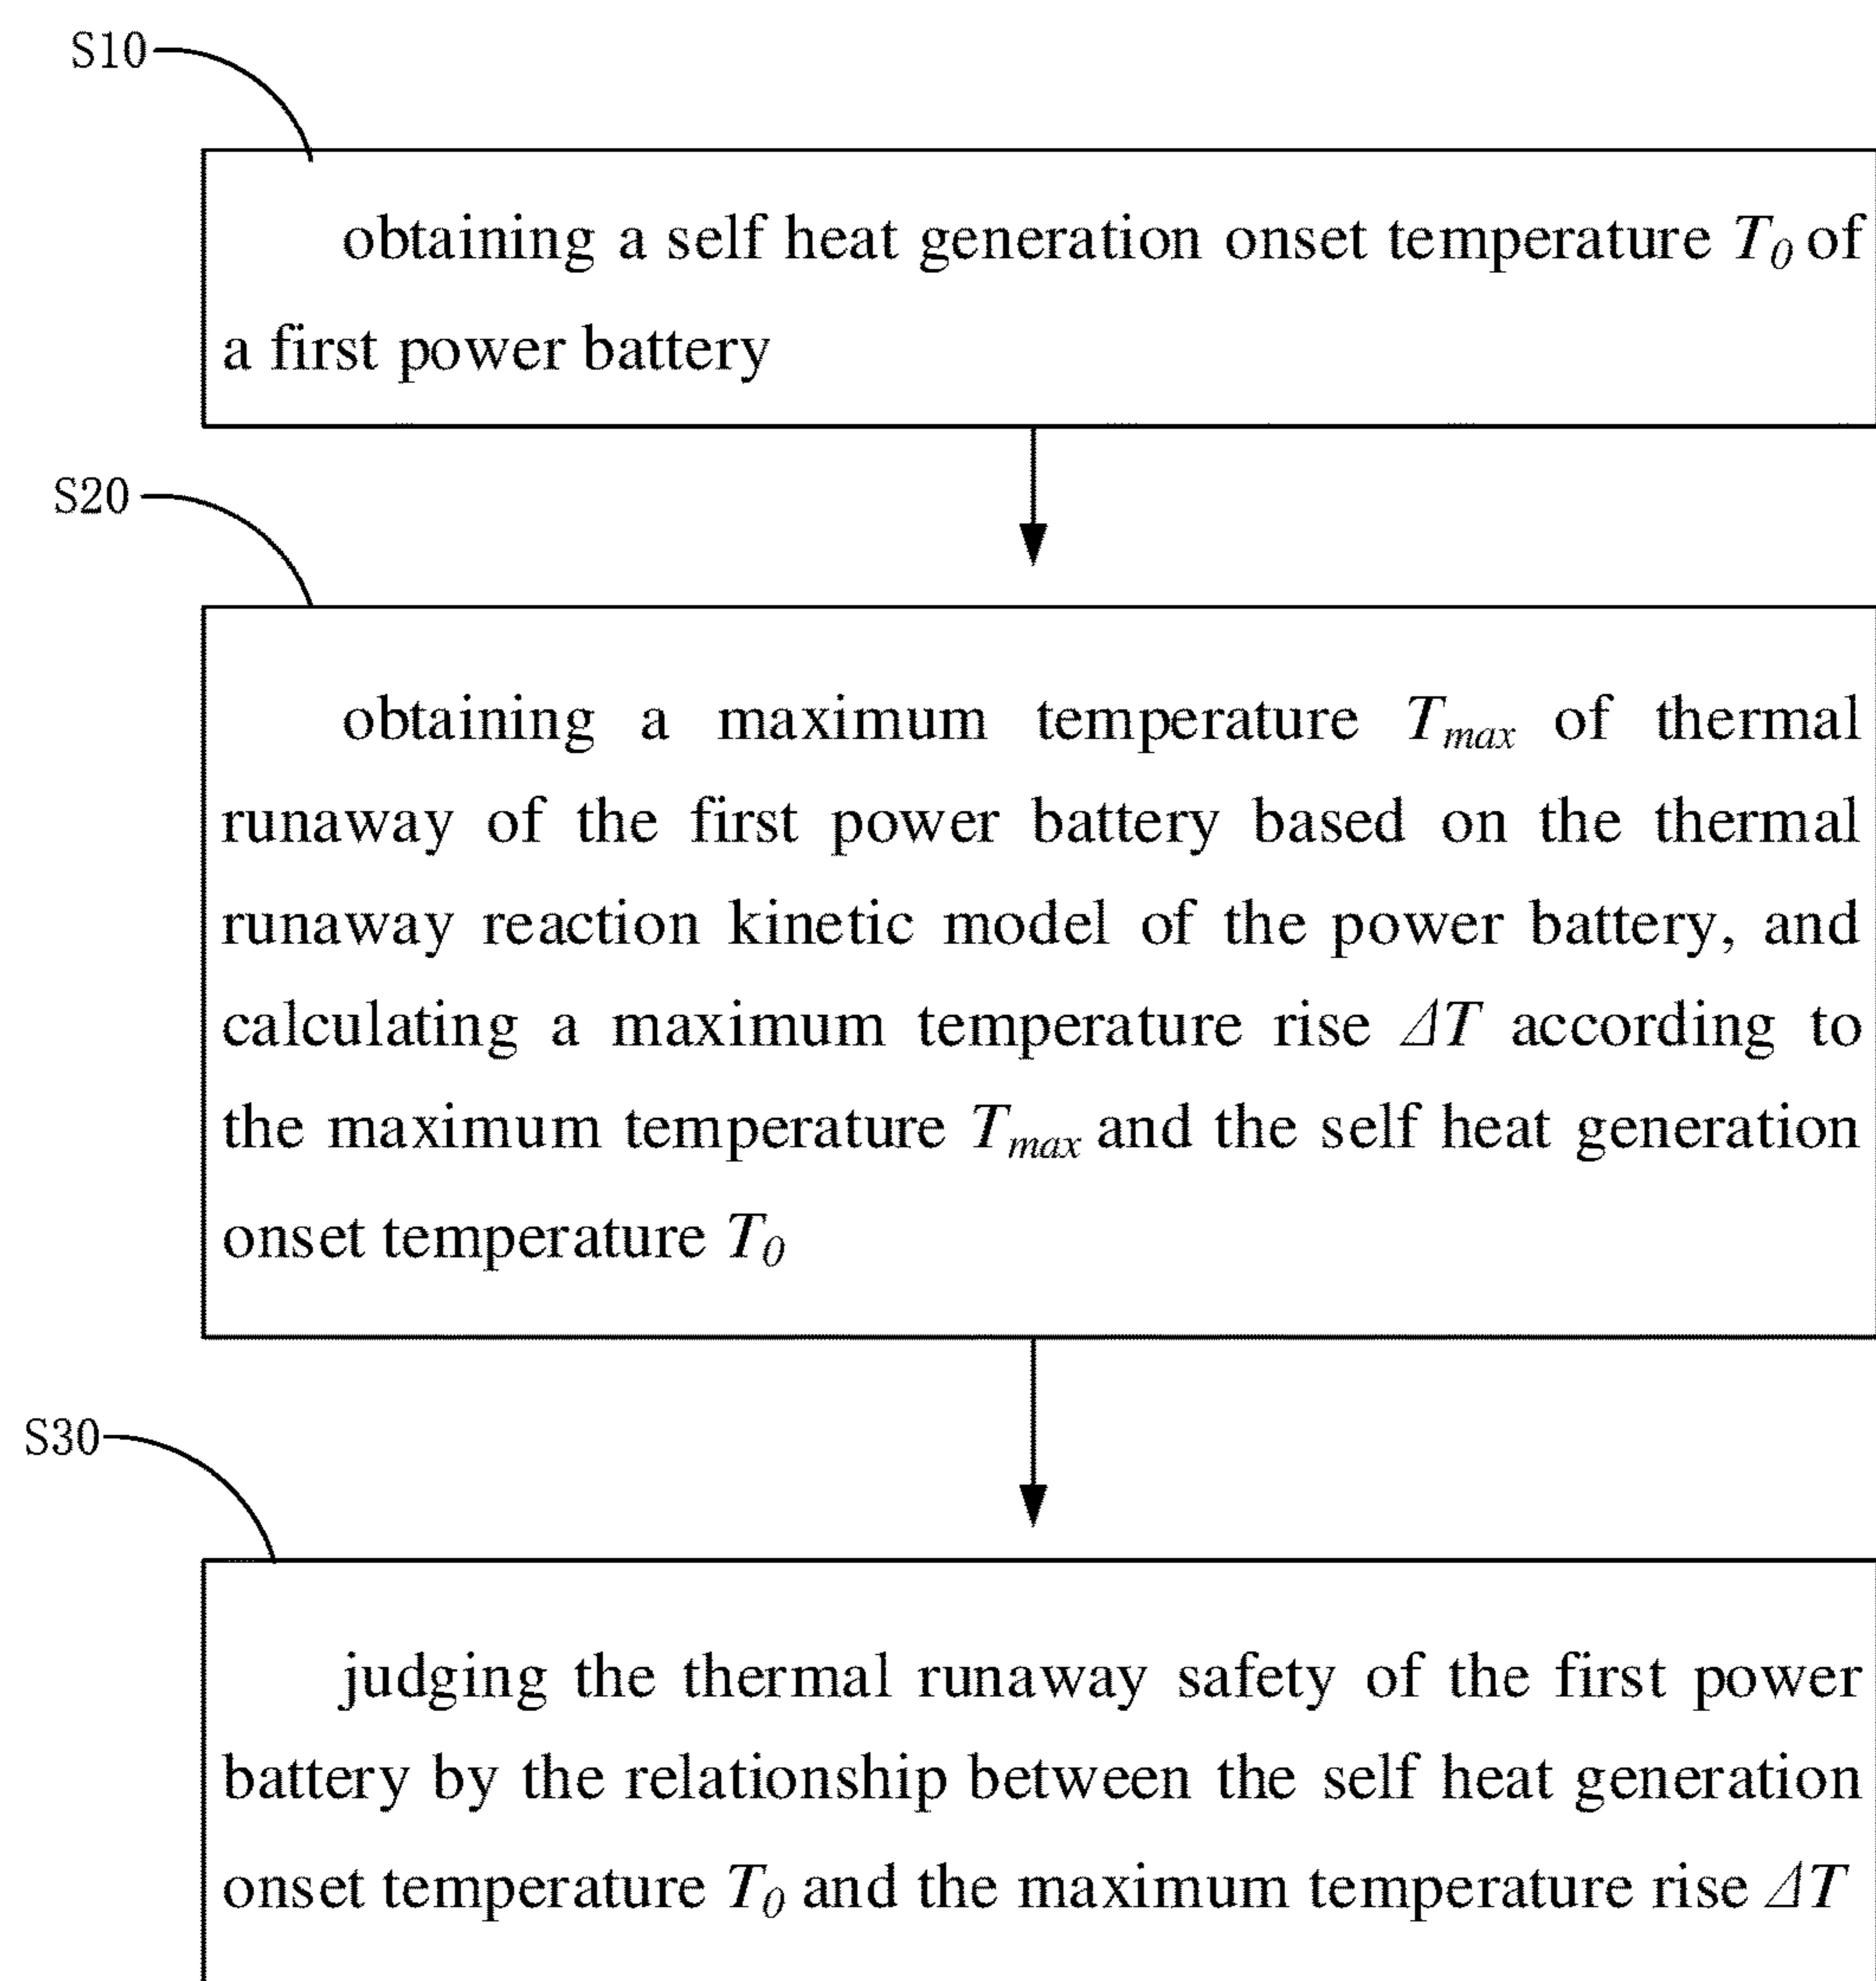 S10
obtaining a self heat generation onset temperature T₀ of
a first power battery
S20
obtaining a maximum temperature Tmax of thermal
runaway of the first power battery based on the thermal
runaway reaction kinetic model of the power battery, and
calculating a maximum temperature rise ΔT according to
the maximum temperature Tmax and the self heat generation
onset temperature T₀
S30
judging the thermal runaway safety of the first power
battery by the relationship between the self heat generation
onset temperature T₀ and the maximum temperature rise ΔT